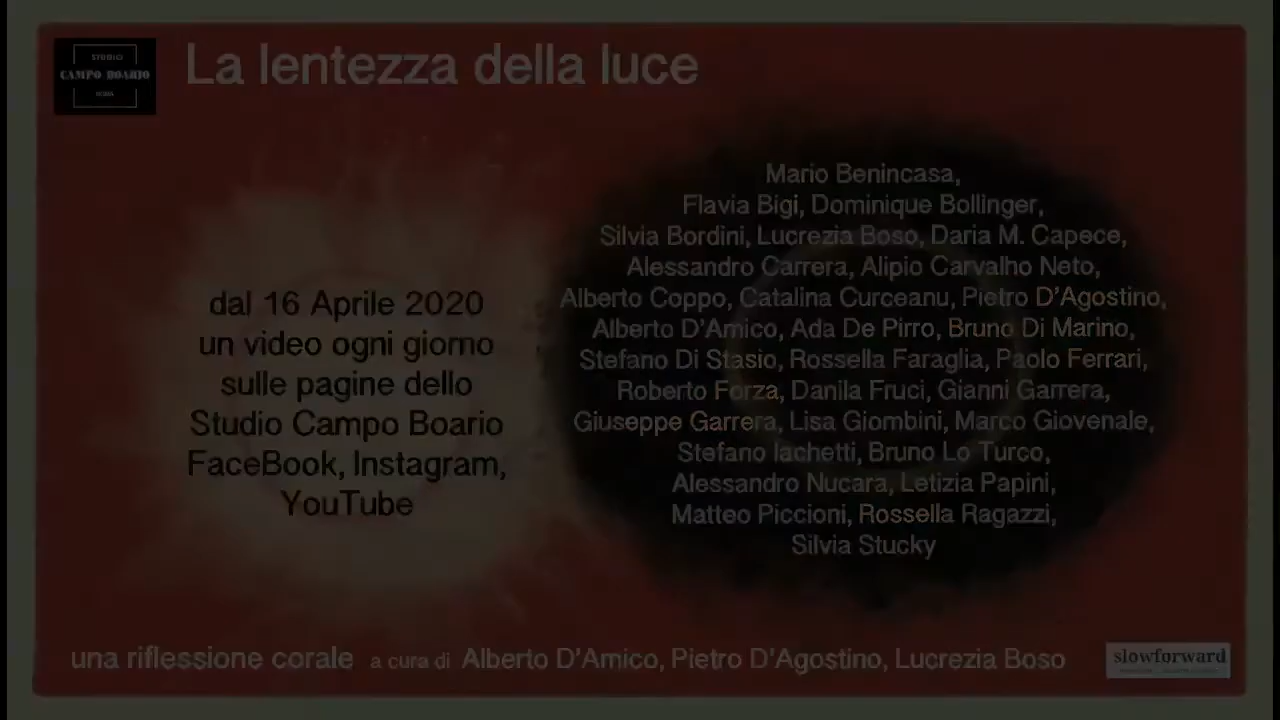 STUDIO
CAMPO BOARIO
ROMA
La lentezza della luce
dal 16 Aprile 2020
un video ogni giorno
sulle pagine dello
Studio Campo Boario
FaceBook, Instagram,
YouTube
Mario Benincasa,
Flavia Bigi, Dominique Bollinger,
Silvia Bordini, Lucrezia Boso, Daria M. Capece,
Alessandro Carrera, Alipio Carvalho Neto,
Alberto Coppo, Catalina Curceanu, Pietro D'Agostino,
Alberto D'Amico, Ada De Pirro, Bruno Di Marino,
Stefano Di Stasio, Rossella Faraglia, Paolo Ferrari,
Roberto Forza, Danila Fruci, Gianni Garrera,
Giuseppe Garrera, Lisa Giombini, Marco Giovenale,
Stefano Iachetti, Bruno Lo Turco,
Alessandro Nucara, Letizia Papini,
Matteo Piccioni, Rossella Ragazzi,
Silvia Stucky
una riflessione corale a cura di Alberto D'Amico, Pietro D'Agostino, Lucrezia Boso
slowforward